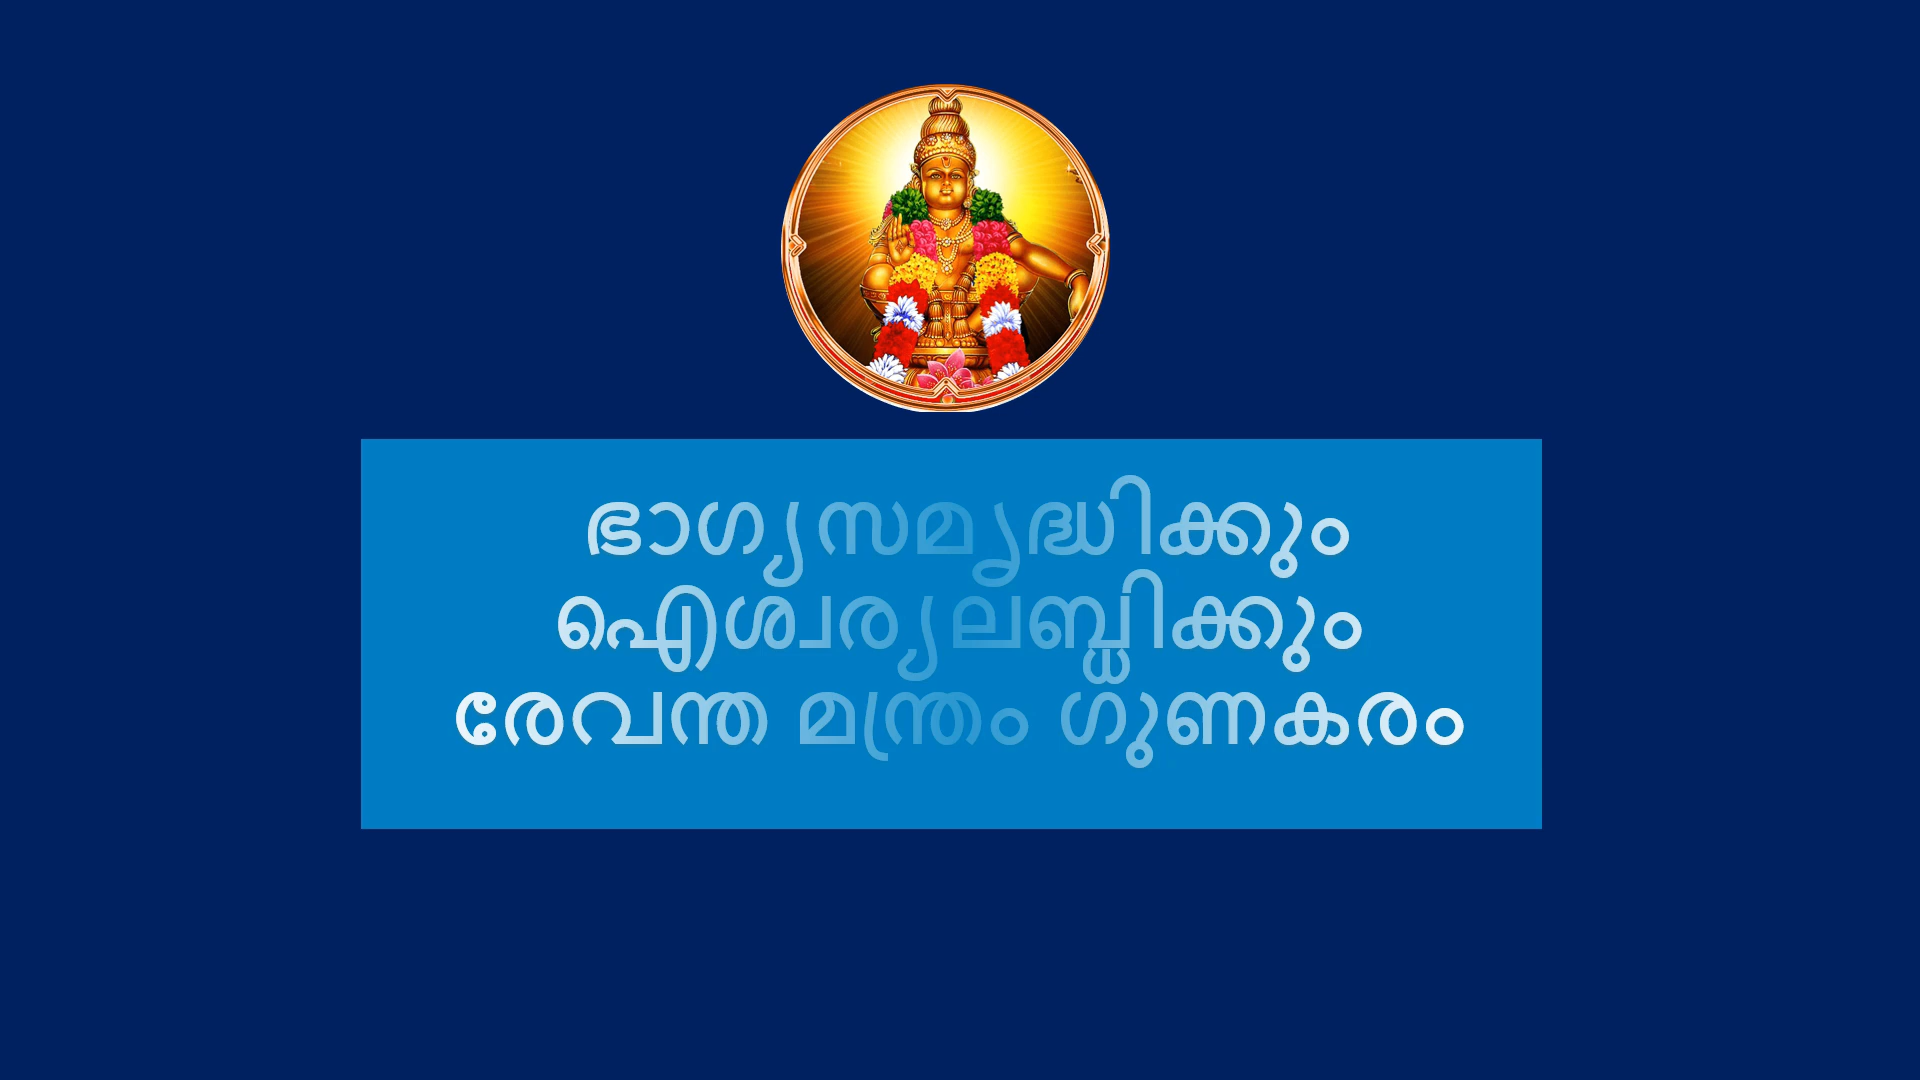 ഭാഗ്യസമൃദ്ധിക്കും
ഐശ്വര്യലബ്ധിക്കും
രേവന്ത മന്ത്രം ഗുണകരം